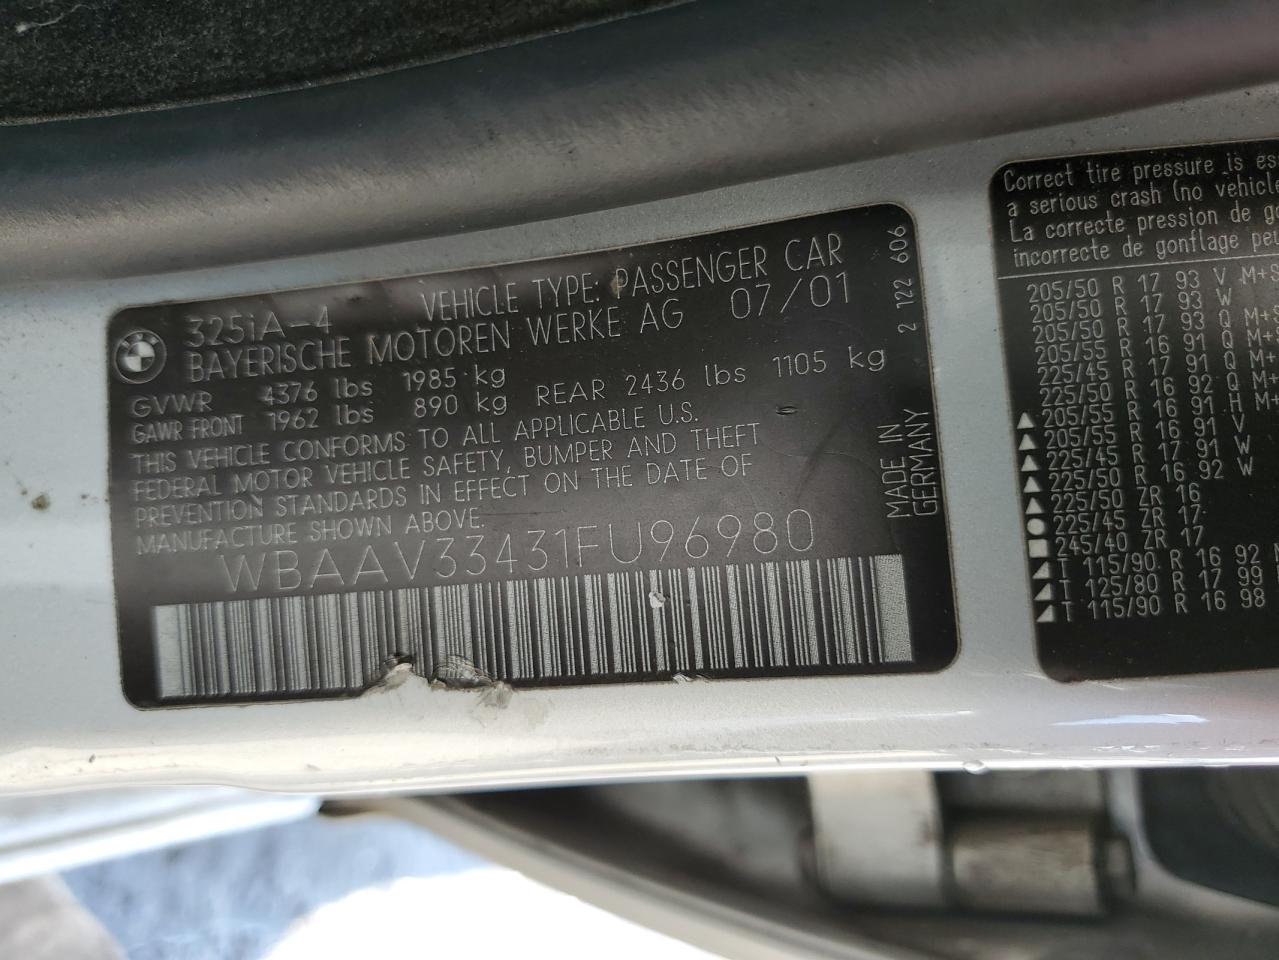 325iA-4 VEHICLE TYPE: PASSENGER CAR
BAYERISCHE MOTOREN WERKE AG 07/01
GVWR 4376 lbs 1985 kg
GAWR FRONT 1962 lbs 890 kg REAR 2436 lbs 1105 kg
THIS VEHICLE CONFORMS TO ALL APPLICABLE U.S.
FEDERAL MOTOR VEHICLE SAFETY, BUMPER AND THEFT
PREVENTION STANDARDS IN EFFECT ON THE DATE OF
MANUFACTURE SHOWN ABOVE.
WBAAV33431FU96980
2 122 606
MADE IN
GERMANY
Correct tire pressure is
a serious crash (no
La correcte pression de
incorrecte de gonflage
205/50 R 17 93 V M+S
205/50 R 17 93 W
205/50 R 17 93 Q M+S
205/55 R 16 91 Q M+S
225/45 R 17 91 Q M+
225/50 R 16 92 Q M+
205/55 R 16 91 H M+
205/55 R 16 91 V
225/45 R 17 91 W
225/50 R 16 92 W
225/50 ZR 16
225/45 ZR 17
245/40 ZR 17
T 115/90 R 16 92
T 125/80 R 17 99
T 115/90 R 16 98